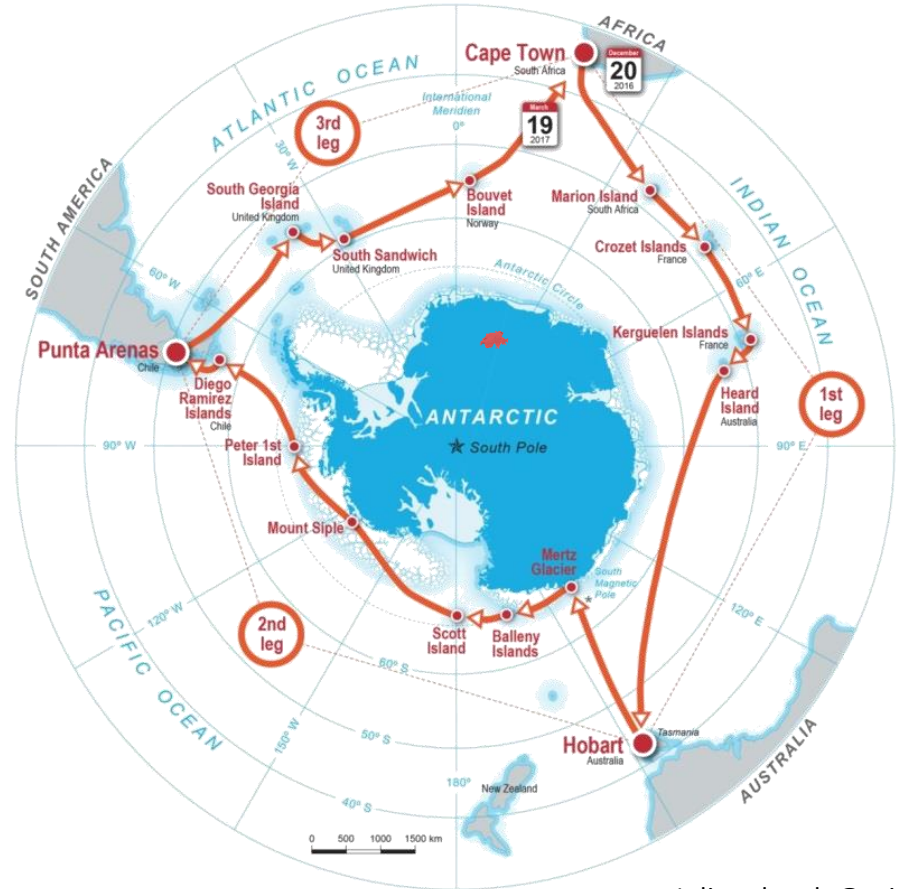 AFRICA
Cape Town
South Africa
December
20
2016
ATLANTIC OCEAN
International
Meridien
0°
March
19
2017
3rd
leg
30° W
SOUTH AMERICA
South Georgia
Island
United Kingdom
Bouvet
Island
Norway
Marion Island
South Africa
INDIAN OCEAN
South Sandwich
United Kingdom
Crozet Islands
France
60° W
Antarctic Circle
60° E
Kerguelen Islands
France
Punta Arenas
Chile
Diego
Ramirez
Islands
Chile
Heard
Island
Australia
1st
leg
ANTARCTIC
South Pole
90° W
Peter 1st
Island
90° E
Mount Siple
Mertz
Glacier
South
Magnetic
Pole
PACIFIC OCEAN
120° W
120° E
2nd
leg
Scott
Island
Balleny
Islands
60° S
150° W
50° S
Hobart
Australia
Tasmania
AUSTRALIA
180°
New Zealand
40° S
0 500 1000 1500 km